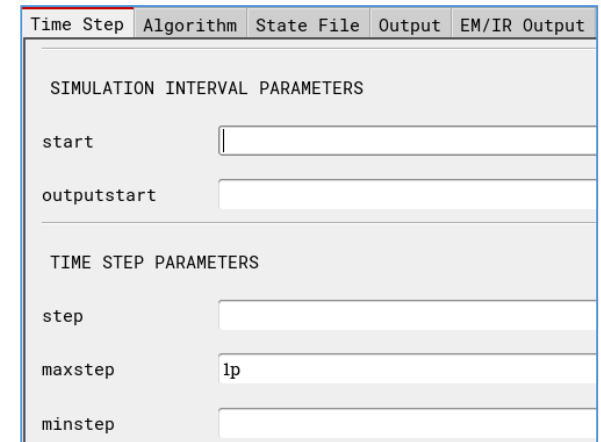 Time Step Algorithm State File Output EM/IR Output
SIMULATION INTERVAL PARAMETERS
start
outputstart
TIME STEP PARAMETERS
step
maxstep 1p
minstep